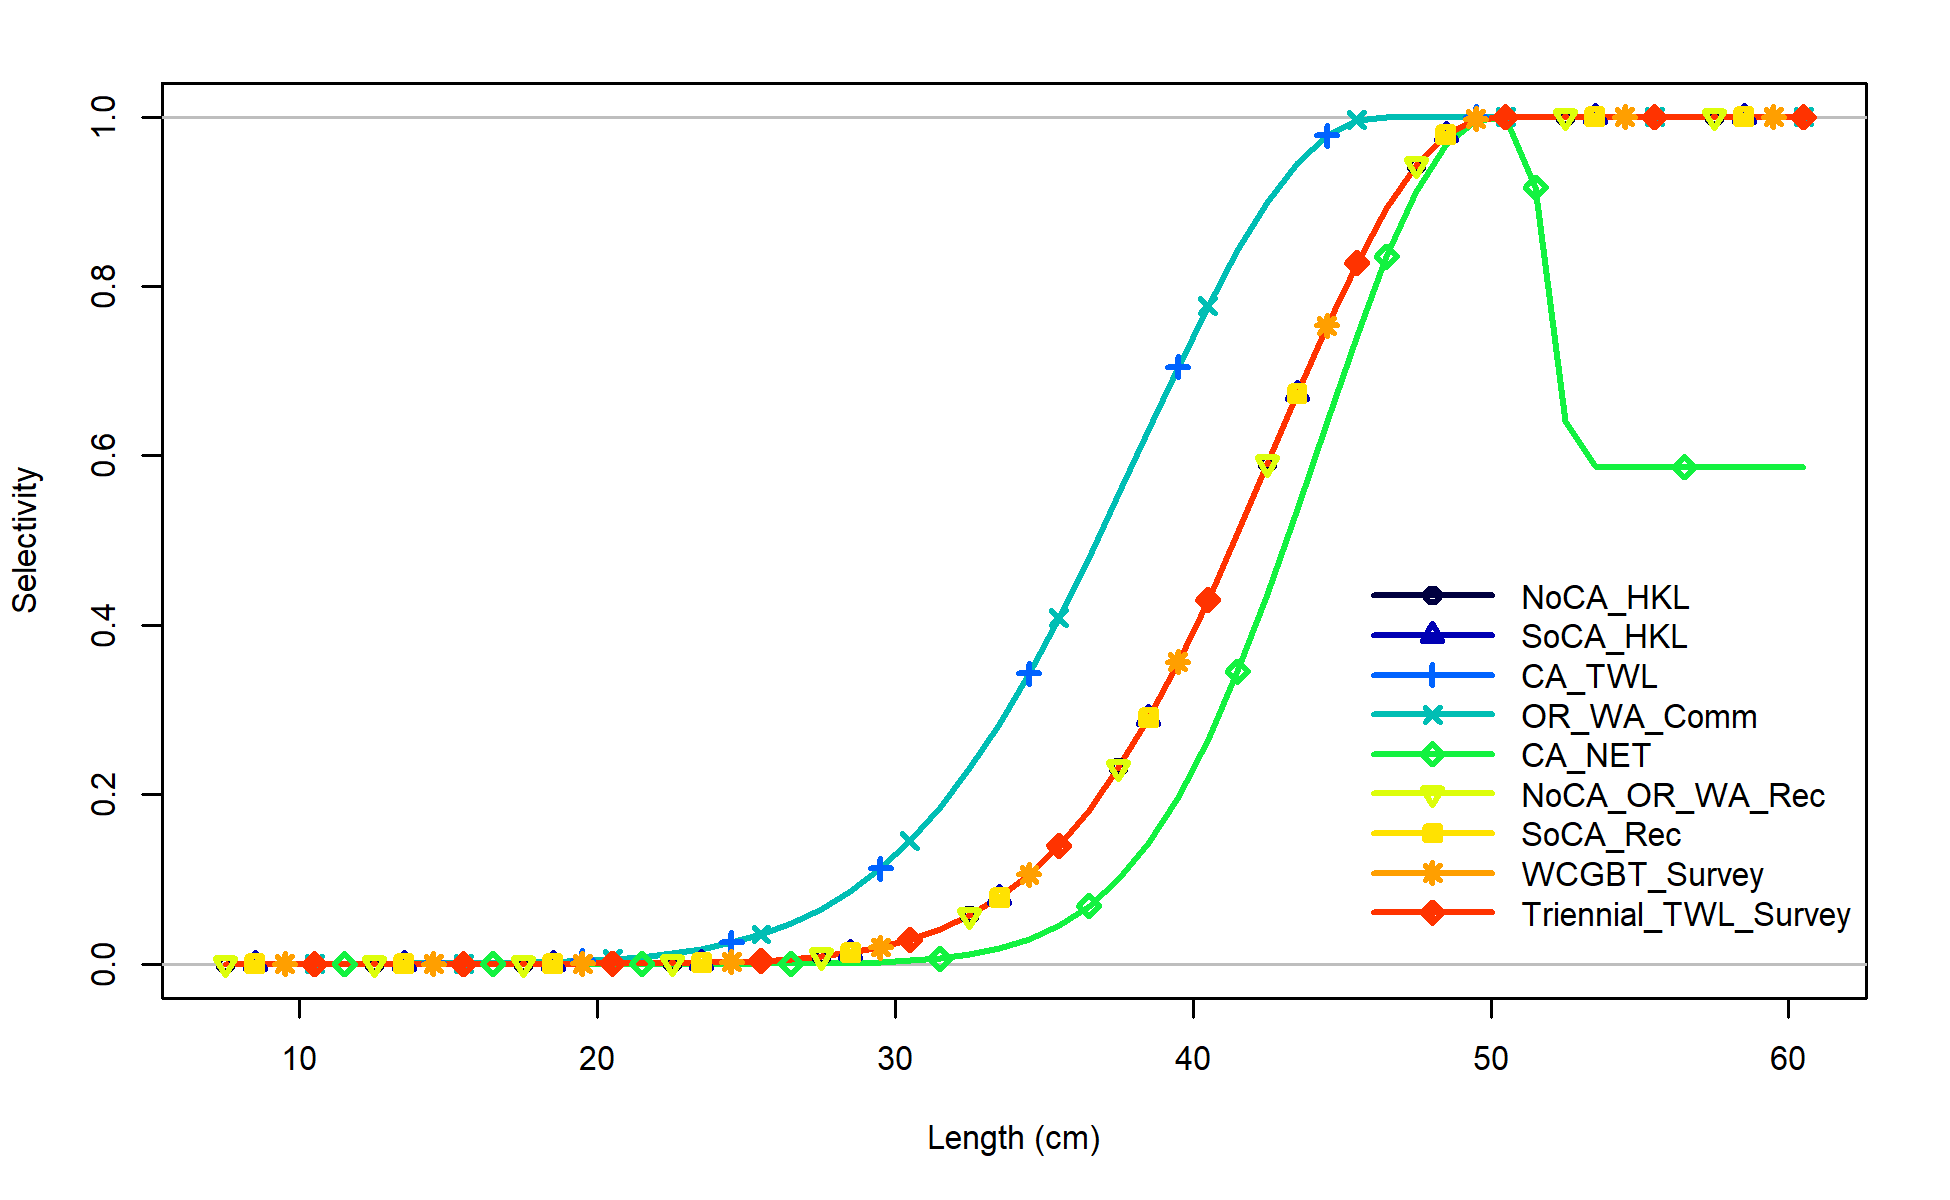 1.0
0.8
0.6
0.4
0.2
0.0
Selectivity
10 20 30 40 50 60
Length (cm)
NoCA_HKL
SoCA_HKL
CA_TWL
OR_WA_Comm
CA_NET
NoCA_OR_WA_Rec
SoCA_Rec
WCGBT_Survey
Triennial_TWL_Survey